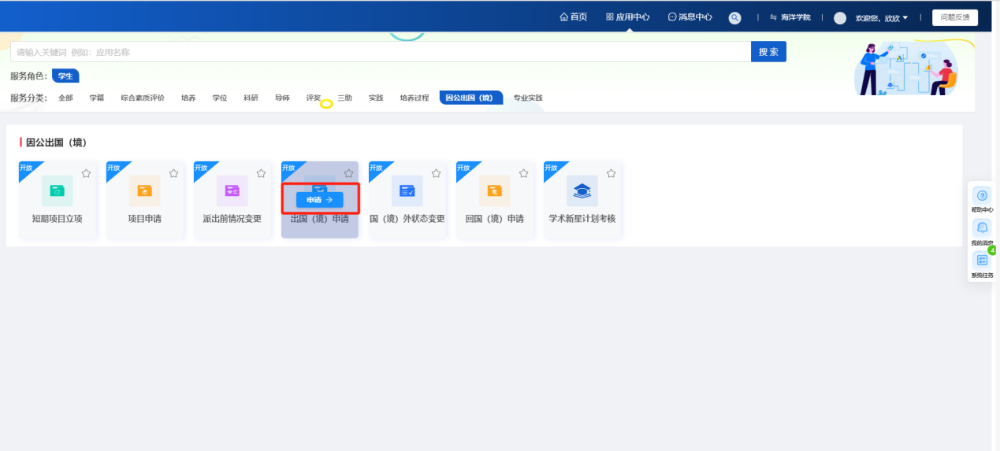 首页 应用中心 消息中心 海洋学院 欢迎您，欣欣 问题反馈
请输入关键词 例如：应用名称 搜 索
服务角色： 学生
服务分类： 全部 学籍 综合素质评价 培养 学位 科研 导师 评奖 三助 实践 培养过程 因公出国（境） 专业实践
因公出国（境）
开放 开放 开放 开放 开放 开放 开放
申请
短期项目立项 项目申请 派出前情况变更 出国（境）申请 国（境）外状态变更 回国（境）申请 学术新星计划考核
帮助中心
我的消息
4
系统任务